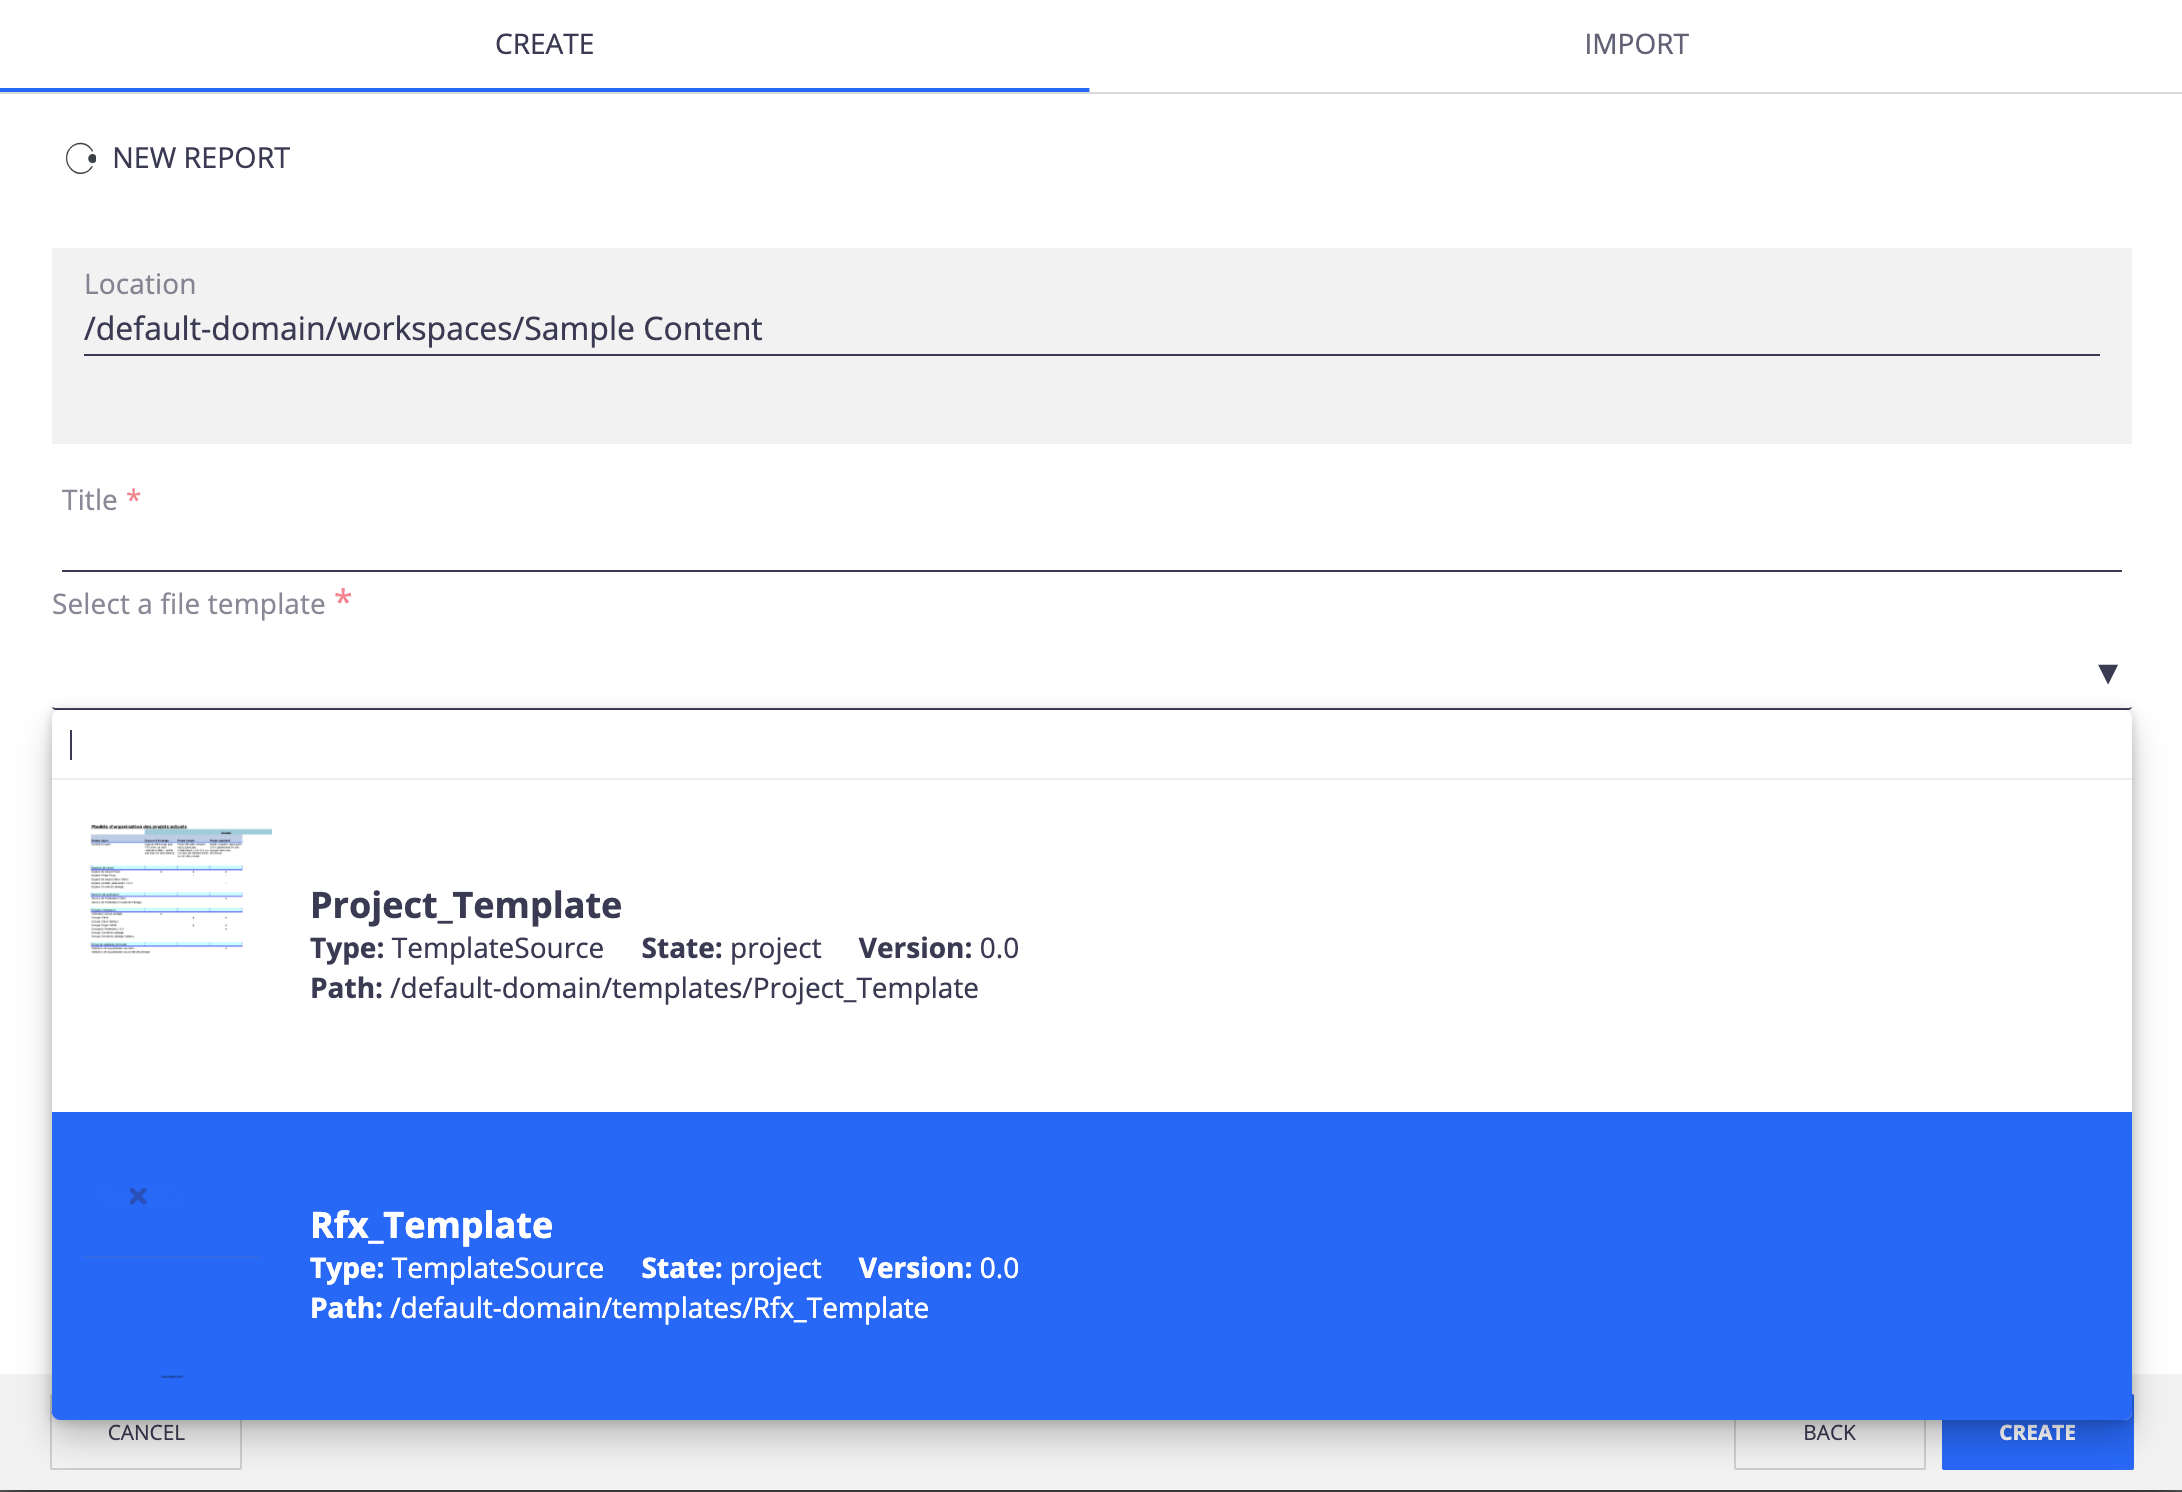 CREATE
IMPORT
NEW REPORT
Location
/default-domain/workspaces/Sample Content
Title *
Select a file template *
Project_Template
Type: TemplateSource State: project Version: 0.0
Path: /default-domain/templates/Project_Template
Rfx_Template
Type: TemplateSource State: project Version: 0.0
Path: /default-domain/templates/Rfx_Template
CANCEL
BACK
CREATE